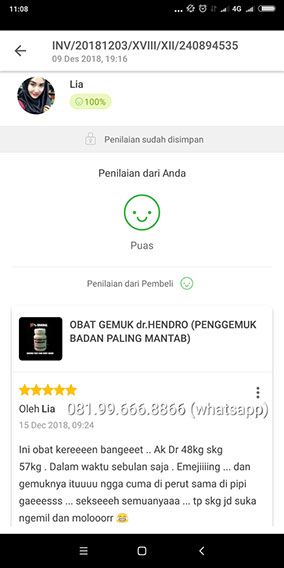 11:08
4G
INV/20181203/XVIII/XII/240894535
09 Des 2018, 19:16
Lia
100%
Penilaian sudah disimpan
Penilaian dari Anda
Puas
Penilaian dari Pembeli
OBAT GEMUK dr.HENDRO (PENGGEMUK
BADAN PALING MANTAB)
Oleh Lia
081.99.666.8866 (whatsapp)
15 Des 2018, 09:24
Ini obat kereeeen bangeeet .. Ak Dr 48kg skg
57kg . Dalam waktu sebulan saja . Emejiiiing ... dan
gemuknya ituuuu ngga cuma di perut sama di pipi
gaeeesss ... sekseeeh semuanyaaa ... tp skg jd suka
ngemil dan molooorr 😂